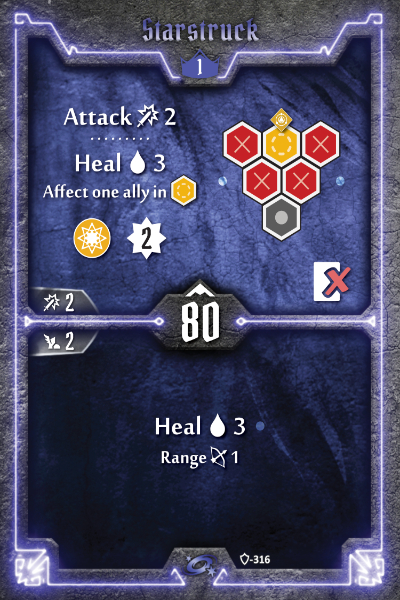 Starstruck
1
Attack 2
Heal 3
Affect one ally in
2
2
80
2
Heal 3
Range 1
-316